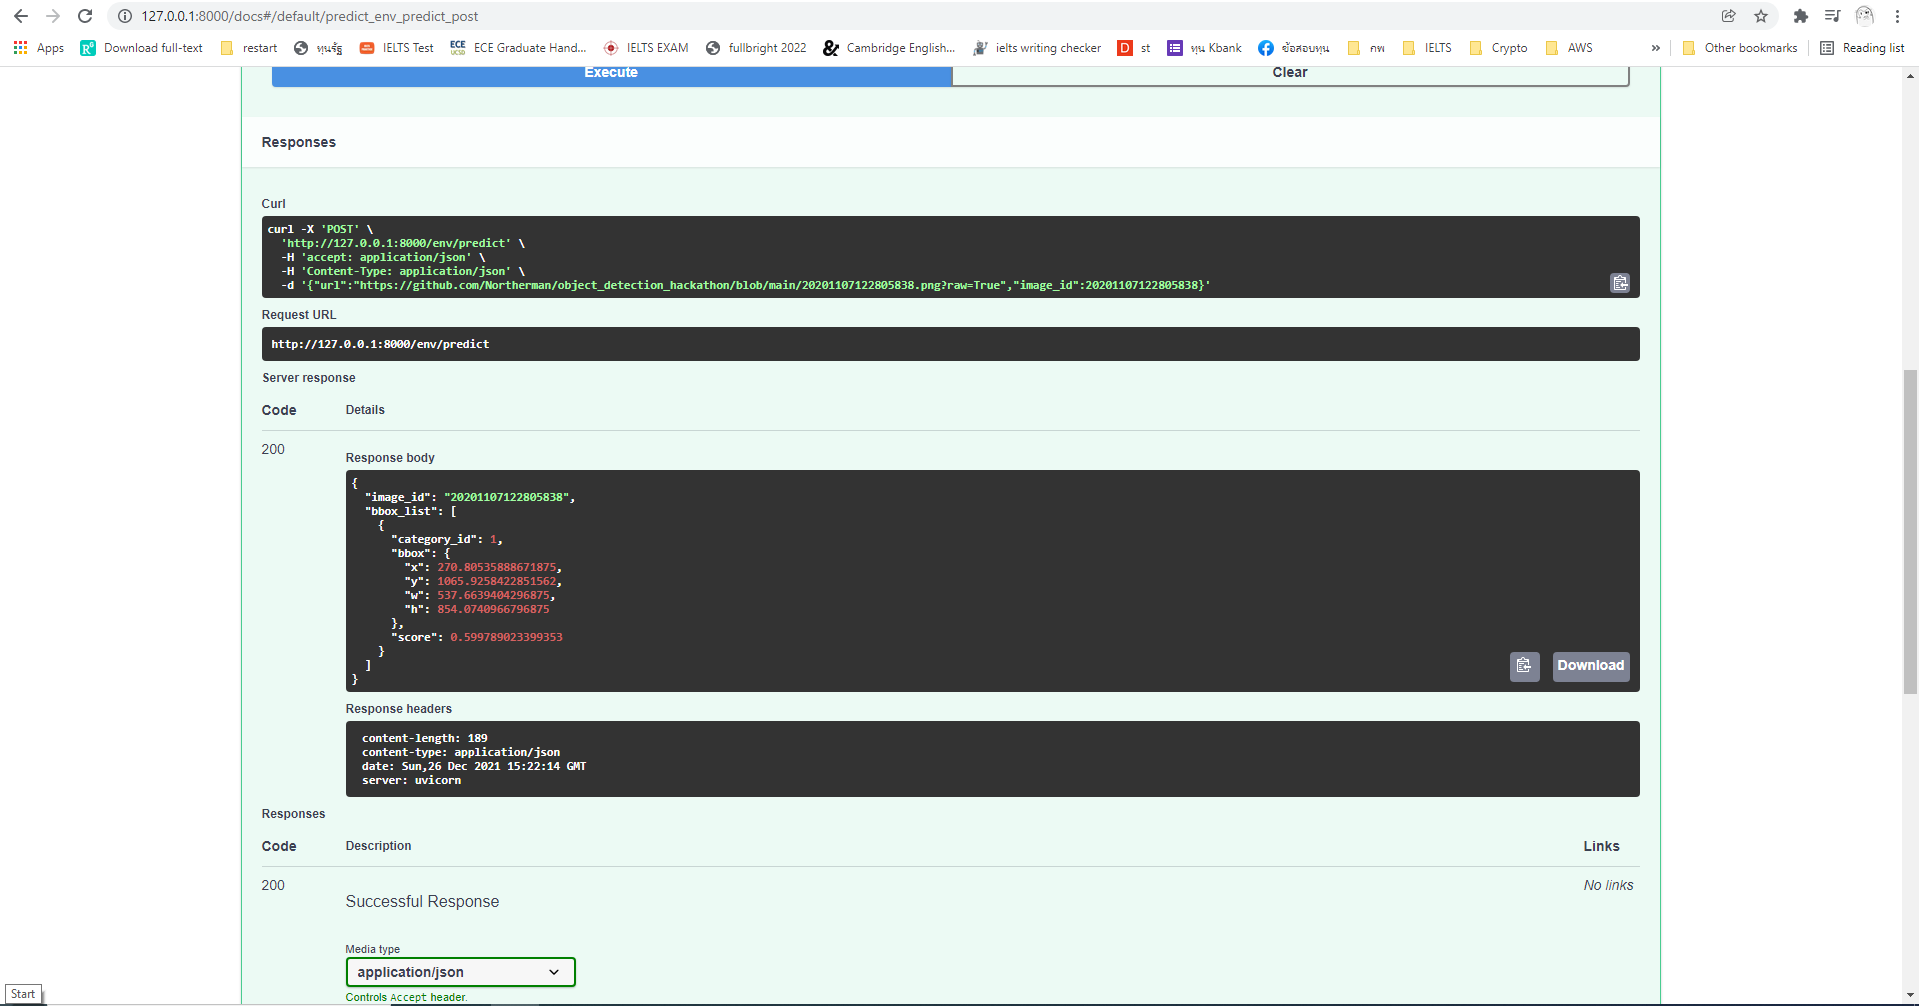 127.0.0.1:8000/docs#/default/predict_env_predict_post
Apps Download full-text restart ทุนรัฐ IELTS Test ECE Graduate Hand... IELTS EXAM fullbright 2022 Cambridge English... ielts writing checker st ทุน Kbank ข้อสอบทุน กพ IELTS Crypto AWS » Other bookmarks Reading list
Execute Clear
Responses
Curl
curl -X 'POST' \
'http://127.0.0.1:8000/env/predict' \
-H 'accept: application/json' \
-H 'Content-Type: application/json' \
-d '{"url":"https://github.com/Northerman/object_detection_hackathon/blob/main/20201107122805838.png?raw=True","image_id":20201107122805838}'
Request URL
http://127.0.0.1:8000/env/predict
Server response
Code Details
200
Response body
{
"image_id": "20201107122805838",
"bbox_list": [
{
"category_id": 1,
"bbox": {
"x": 270.80535888671875,
"y": 1065.9258422851562,
"w": 537.6639404296875,
"h": 854.0740966796875
},
"score": 0.599789023399353
}
]
}
Download
Response headers
content-length: 189
content-type: application/json
date: Sun,26 Dec 2021 15:22:14 GMT
server: uvicorn
Responses
Code Description Links
200 No links
Successful Response
Media type
application/json
Controls Accept header.
Start